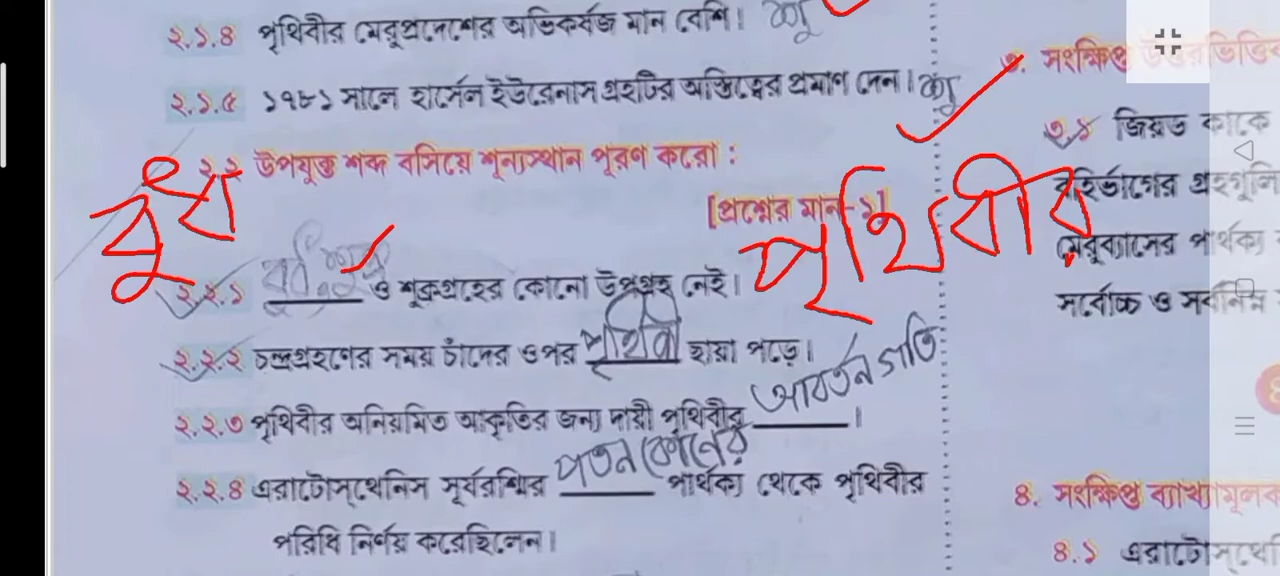 ২.১.৪ পৃথিবীর মেরুপ্রদেশের অভিকর্ষজ মান বেশি। শু
২.১.৫ ১৭৮১ সালে হার্সেল ইউরেনাস গ্রহটির অস্তিত্বের প্রমাণ দেন। শু
২.২ উপযুক্ত শব্দ বসিয়ে শূন্যস্থান পূরণ করো :
[প্রশ্নের মান-১]
বুধ
পৃথিবীর
২.২.১ ______ ও শুক্রগ্রহের কোনো উপগ্রহ নেই।
২.২.২ চন্দ্রগ্রহণের সময় চাঁদের ওপর পৃথিবী ছায়া পড়ে।
২.২.৩ পৃথিবীর অনিয়মিত আকৃতির জন্য দায়ী পৃথিবীর আবর্তন গতি।
২.২.৪ এরাটোস্‌থেনিস সূর্যরশ্মির পতন কোণের পার্থক্য থেকে পৃথিবীর
পরিধি নির্ণয় করেছিলেন।
৩. সংক্ষিপ্ত উত্তরভিত্তি
৩.১ জিয়ড কাকে
বহির্ভাগের গ্রহগুলি
মেরুব্যাসের পার্থক্য
সর্বোচ্চ ও সর্বনিম্ন
৪. সংক্ষিপ্ত ব্যাখ্যামূলক
৪.১ এরাটোস্‌থে